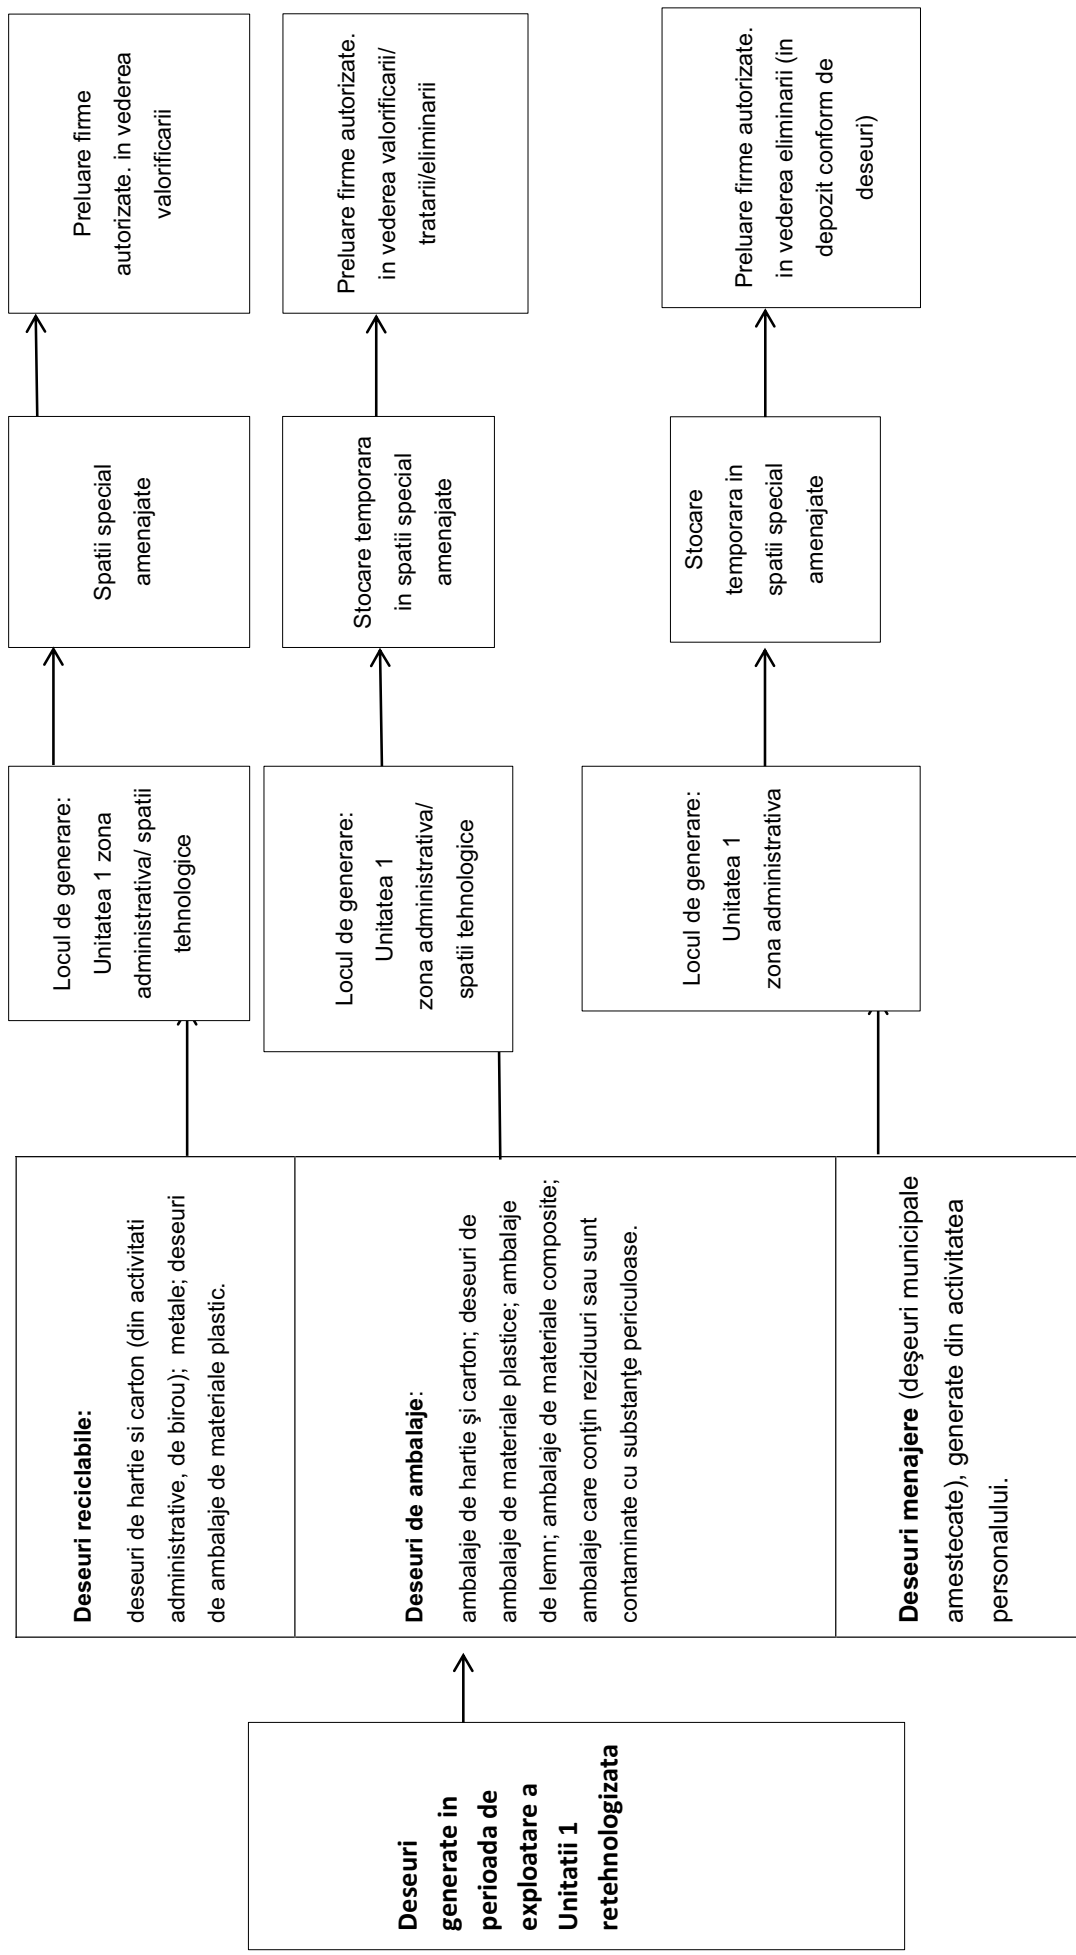 Deseuri
generate in
perioada de
exploatare a
Unitatii 1
retehnologizata
Deseuri reciclabile:
deseuri de hartie si carton (din activitati
administrative, de birou); metale; deseuri
de ambalaje de materiale plastic.
Locul de generare:
Unitatea 1 zona
administrativa/ spatii
tehnologice
Spatii special
amenajate
Preluare firme
autorizate. in vederea
valorificarii
Deseuri de ambalaje:
ambalaje de hartie şi carton; deseuri de
ambalaje de materiale plastice; ambalaje
de lemn; ambalaje de materiale composite;
ambalaje care conţin reziduuri sau sunt
contaminate cu substanţe periculoase.
Locul de generare:
Unitatea 1
zona administrativa/
spatii tehnologice
Stocare temporara
in spatii special
amenajate
Preluare firme autorizate.
in vederea valorificarii/
tratarii/eliminarii
Deseuri menajere (deşeuri municipale
amestecate), generate din activitatea
personalului.
Locul de generare:
Unitatea 1
zona administrativa
Stocare
temporara in
spatii special
amenajate
Preluare firme autorizate.
in vederea eliminarii (in
depozit conform de
deseuri)